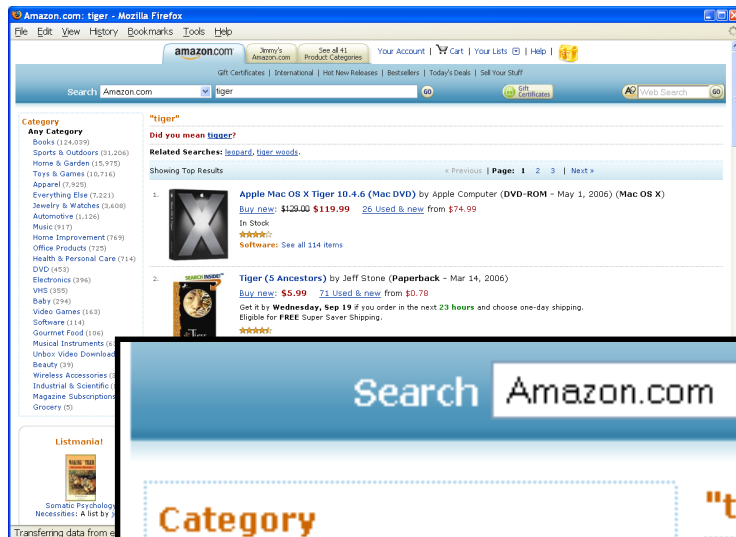 Amazon.com: tiger - Mozilla Firefox
File Edit View History Bookmarks Tools Help
amazon.com Jimmy's Amazon.com See all 41 Product Categories Your Account | Cart | Your Lists | Help |
Gift Certificates | International | Hot New Releases | Bestsellers | Today's Deals | Sell Your Stuff
Search Amazon.com tiger GO Gift Certificates A9 Web Search GO
Category
Any Category
Books (124,039)
Sports & Outdoors (31,206)
Home & Garden (15,975)
Toys & Games (10,716)
Apparel (7,925)
Everything Else (7,221)
Jewelry & Watches (3,608)
Automotive (1,126)
Music (917)
Home Improvement (769)
Office Products (725)
Health & Personal Care (714)
DVD (453)
Electronics (396)
VHS (355)
Baby (294)
Video Games (163)
Software (114)
Gourmet Food (106)
Musical Instruments
Unbox Video Download
Beauty (39)
Wireless Accessories
Industrial & Scientific
Magazine Subscriptions
Grocery (5)
Listmania!
WAKING THE TIGER
Somatic Psychology
Necessities: A list by
Transferring data from
"tiger"
Did you mean tigger?
Related Searches: leopard, tiger woods.
Showing Top Results « Previous | Page: 1 2 3 | Next »
1. Apple Mac OS X Tiger 10.4.6 (Mac DVD) by Apple Computer (DVD-ROM - May 1, 2006) (Mac OS X)
Buy new: $129.00 $119.99 26 Used & new from $74.99
In Stock
Software: See all 114 items
2. SEARCH INSIDE!™ Tiger (5 Ancestors) by Jeff Stone (Paperback - Mar 14, 2006)
Buy new: $5.99 71 Used & new from $0.78
Get it by Wednesday, Sep 19 if you order in the next 23 hours and choose one-day shipping.
Eligible for FREE Super Saver Shipping.
Tiger
Search Amazon.com
Category "t